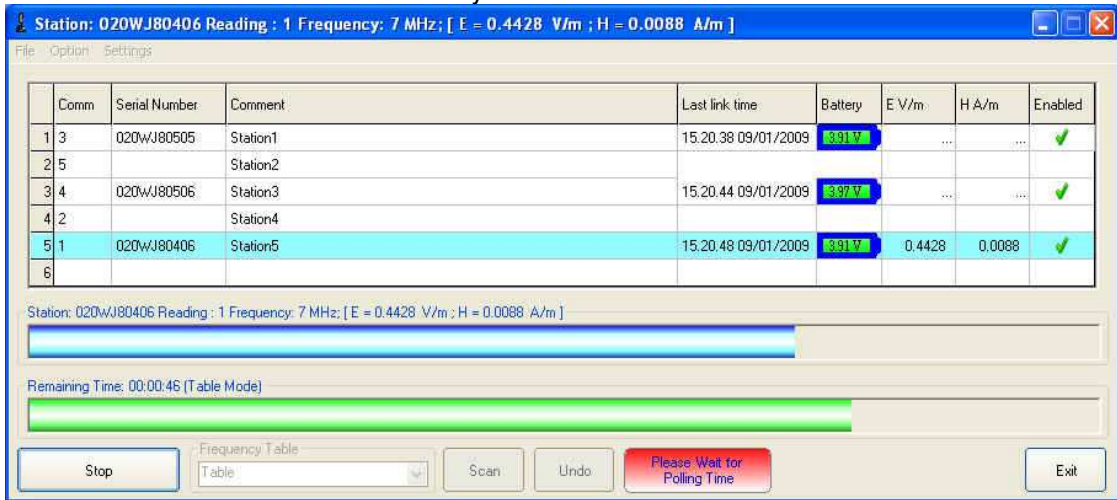 Station: 020WJ80406 Reading : 1 Frequency: 7 MHz; [ E = 0.4428 V/m ; H = 0.0088 A/m ]
File Option Settings
Comm Serial Number Comment Last link time Battery E V/m H A/m Enabled
1 3 020WJ80505 Station1 15.20.38 09/01/2009 3.91 V ... ...
2 5 Station2
3 4 020WJ80506 Station3 15.20.44 09/01/2009 3.97 V ... ...
4 2 Station4
5 1 020WJ80406 Station5 15.20.48 09/01/2009 3.91 V 0.4428 0.0088
6
Station: 020WJ80406 Reading : 1 Frequency: 7 MHz; [ E = 0.4428 V/m ; H = 0.0088 A/m ]
Remaining Time: 00:00:46 (Table Mode)
Stop
Frequency Table
Table
Scan
Undo
Please Wait for
Polling Time
Exit